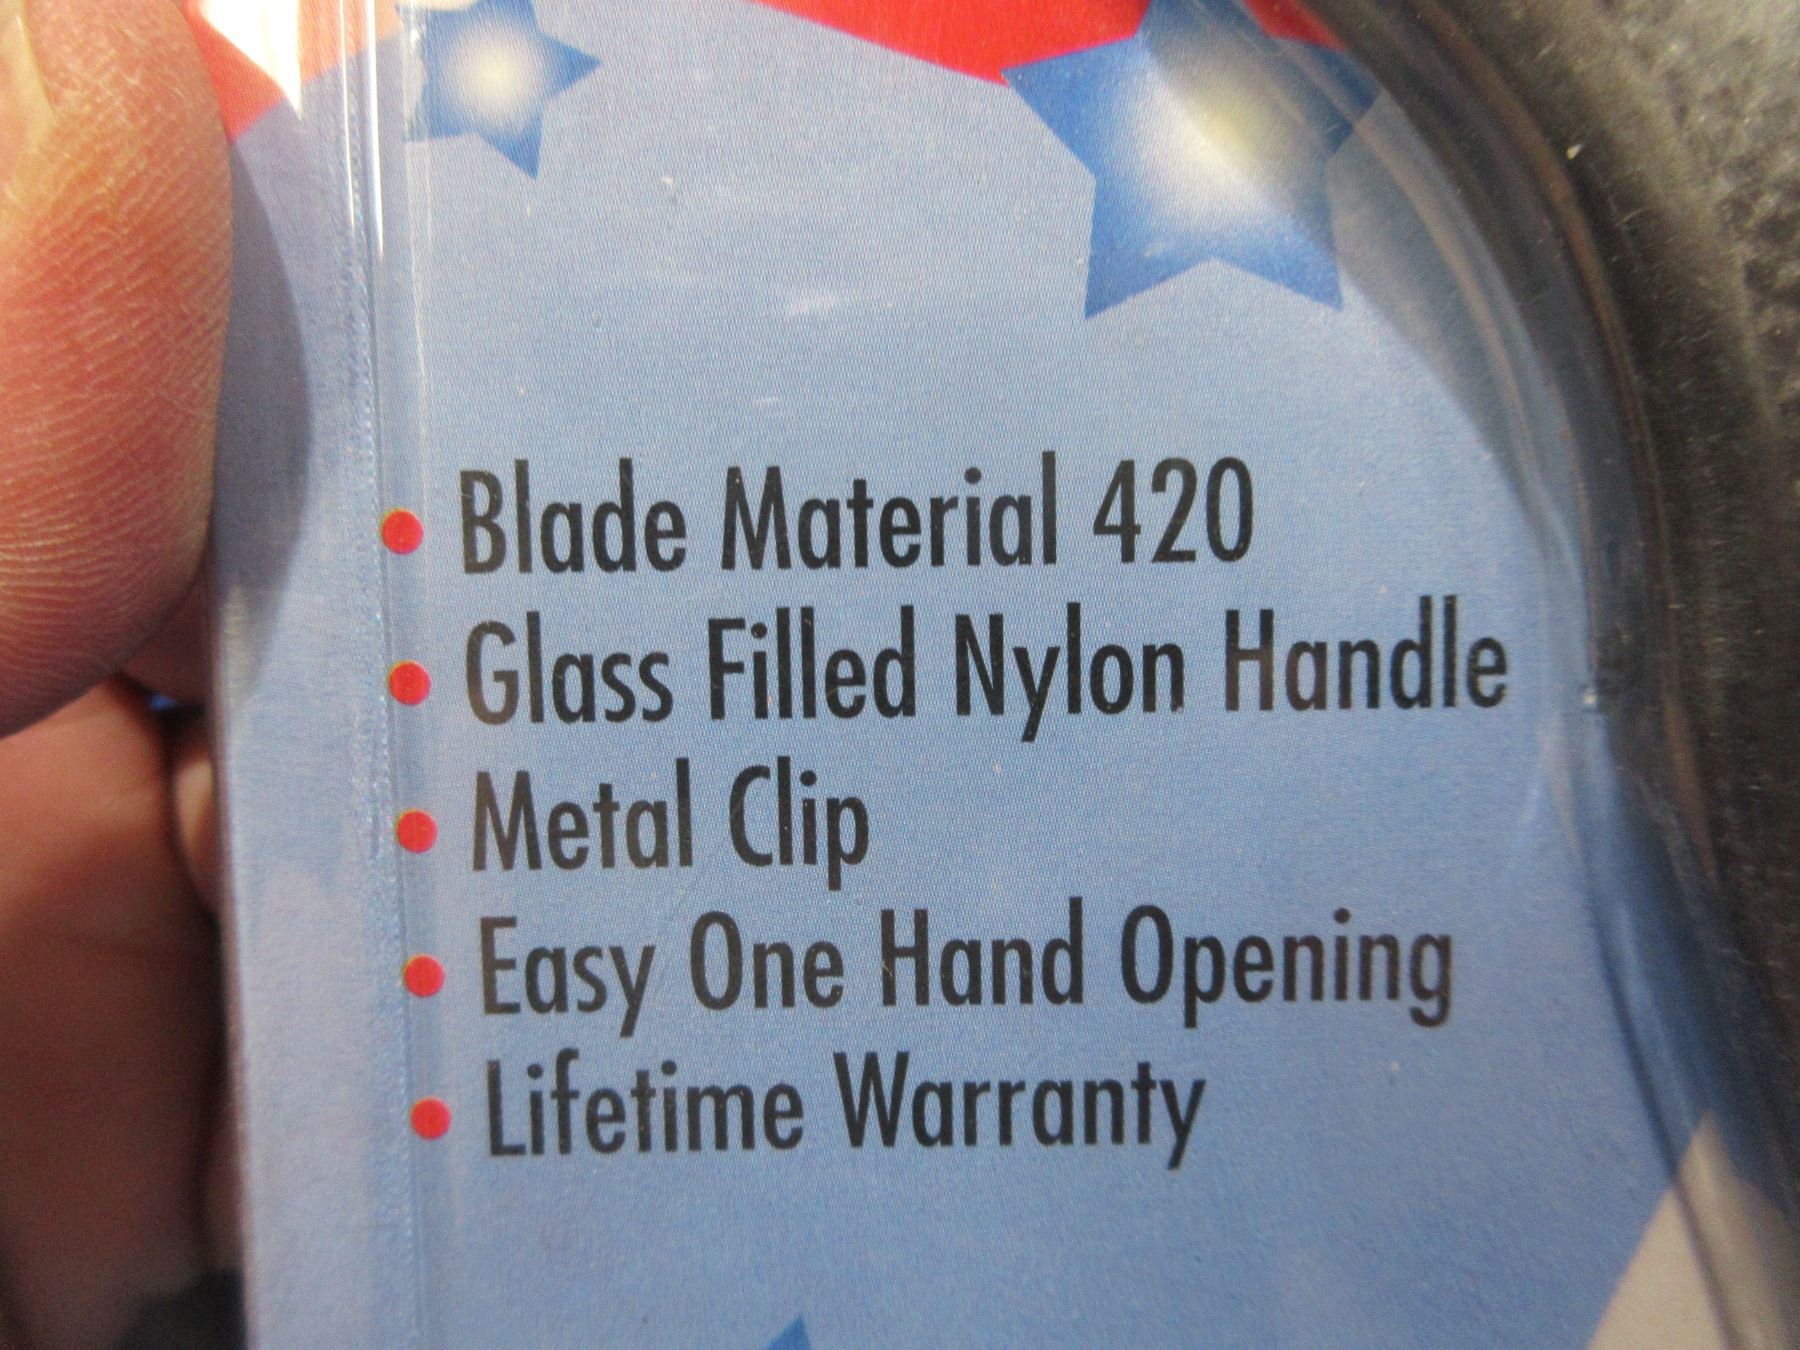 Blade Material 420
Glass Filled Nylon Handle
Metal Clip
Easy One Hand Opening
Lifetime Warranty